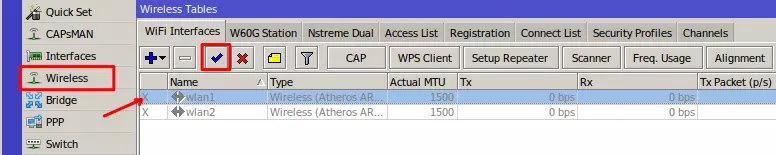 Quick Set
CAPsMAN
Interfaces
Wireless
Bridge
PPP
Switch
Wireless Tables
WiFi Interfaces W60G Station Nstreme Dual Access List Registration Connect List Security Profiles Channels
CAP WPS Client Setup Repeater Scanner Freq. Usage Alignment
Name Type Actual MTU Tx Rx Tx Packet (p/s)
X wlan1 Wireless (Atheros AR... 1500 0 bps 0 bps
X wlan2 Wireless (Atheros AR... 1500 0 bps 0 bps